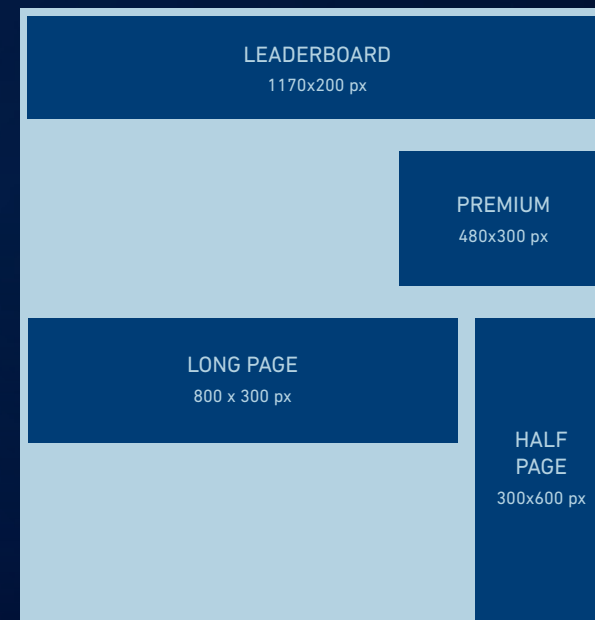 LEADERBOARD
1170x200 px
PREMIUM
480x300 px
LONG PAGE
800 x 300 px
HALF
PAGE
300x600 px